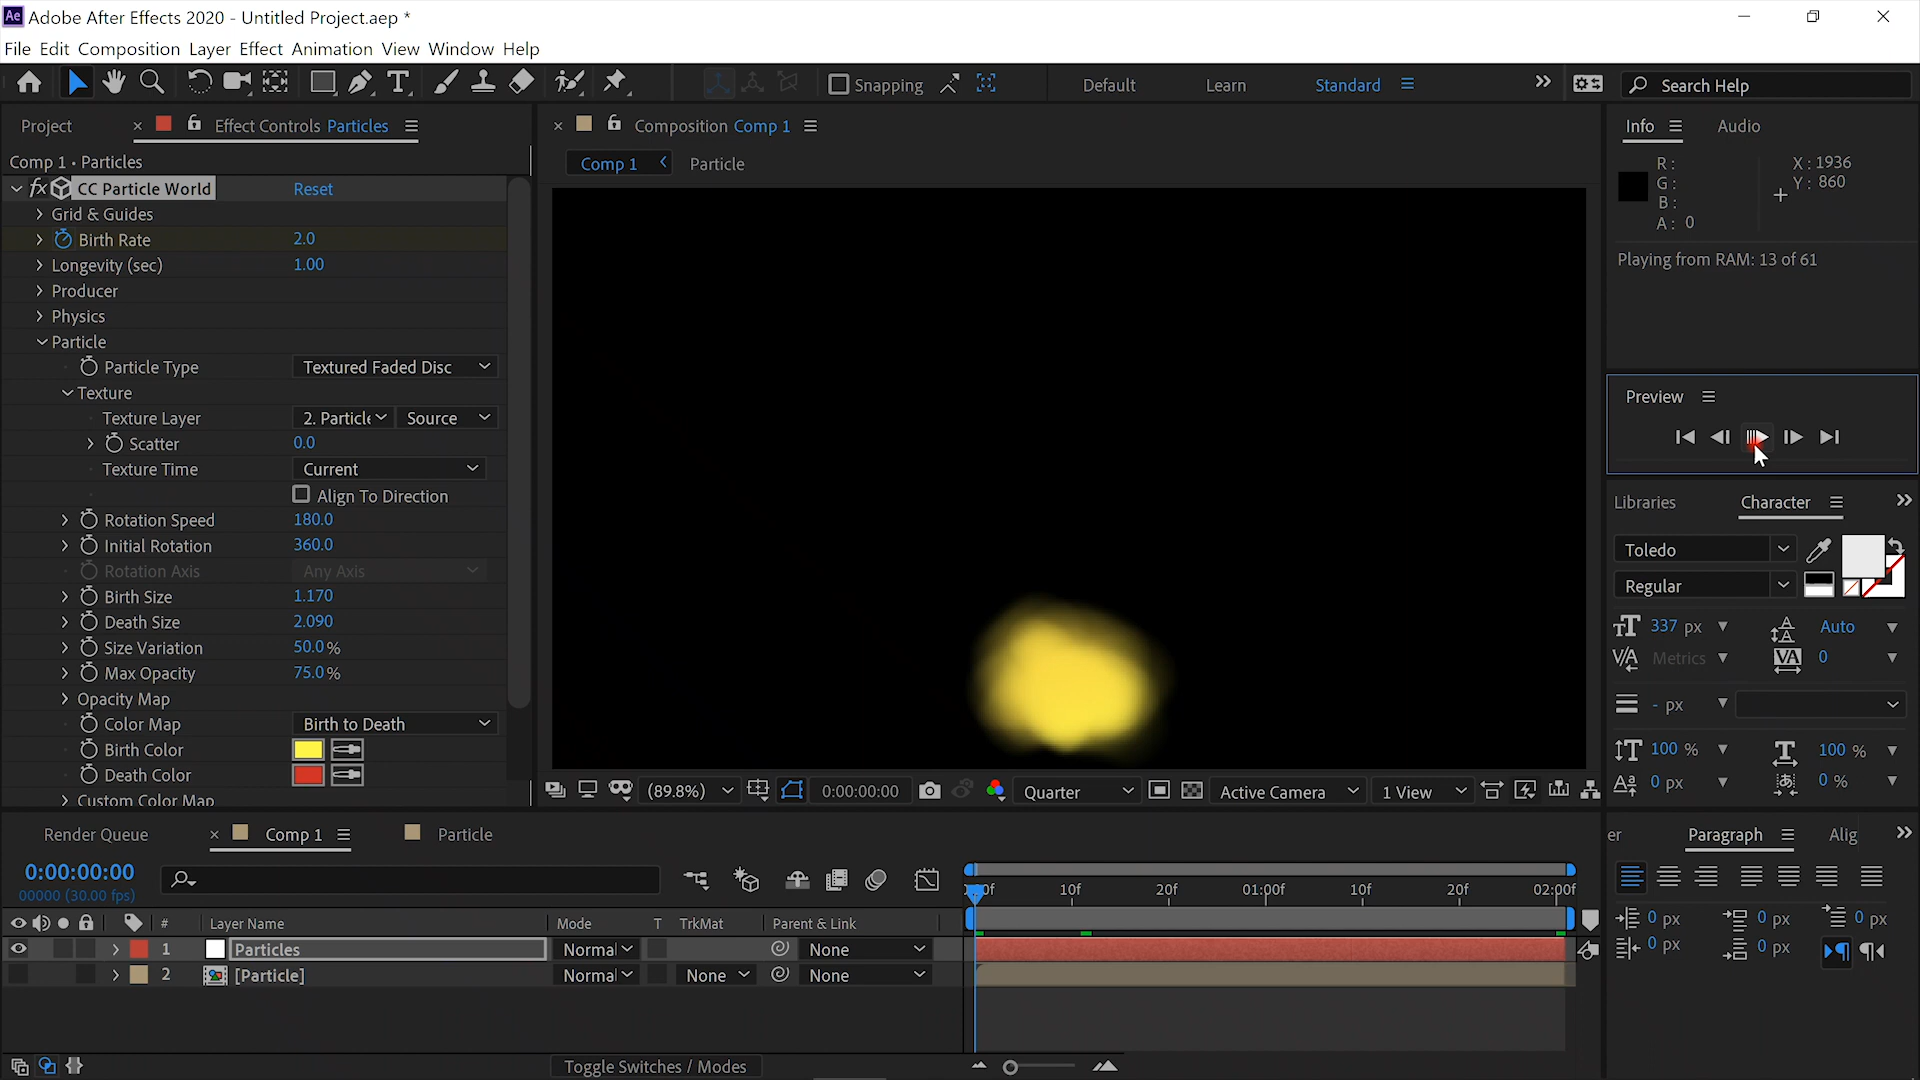 Ae Adobe After Effects 2020 - Untitled Project.aep *
File Edit Composition Layer Effect Animation View Window Help
Snapping
Default
Learn
Standard
Search Help
Project
Effect Controls Particles
Comp 1 • Particles
fx CC Particle World Reset
Grid & Guides
Birth Rate 2.0
Longevity (sec) 1.00
Producer
Physics
Particle
Particle Type Textured Faded Disc
Texture
Texture Layer 2. Particle Source
Scatter 0.0
Texture Time Current
Align To Direction
Rotation Speed 180.0
Initial Rotation 360.0
Rotation Axis Any Axis
Birth Size 1.170
Death Size 2.090
Size Variation 50.0%
Max Opacity 75.0%
Opacity Map
Color Map Birth to Death
Birth Color
Death Color
Custom Color Map
Composition Comp 1
Comp 1 Particle
(89.8%) 0:00:00:00 Quarter Active Camera 1 View
Info Audio
R:
G:
B:
A: 0
X: 1936
Y: 860
Playing from RAM: 13 of 61
Preview
Libraries Character
Toledo
Regular
337 px Auto
Metrics 0
- px
100 % 100 %
0 px 0 %
er Paragraph Alig
0 px 0 px 0 px
0 px 0 px
Render Queue Comp 1 Particle
0:00:00:00
00000 (30.00 fps)
# Layer Name Mode T TrkMat Parent & Link
1 Particles Normal None
2 [Particle] Normal None None
0f 10f 20f 01:00f 10f 20f 02:00f
Toggle Switches / Modes